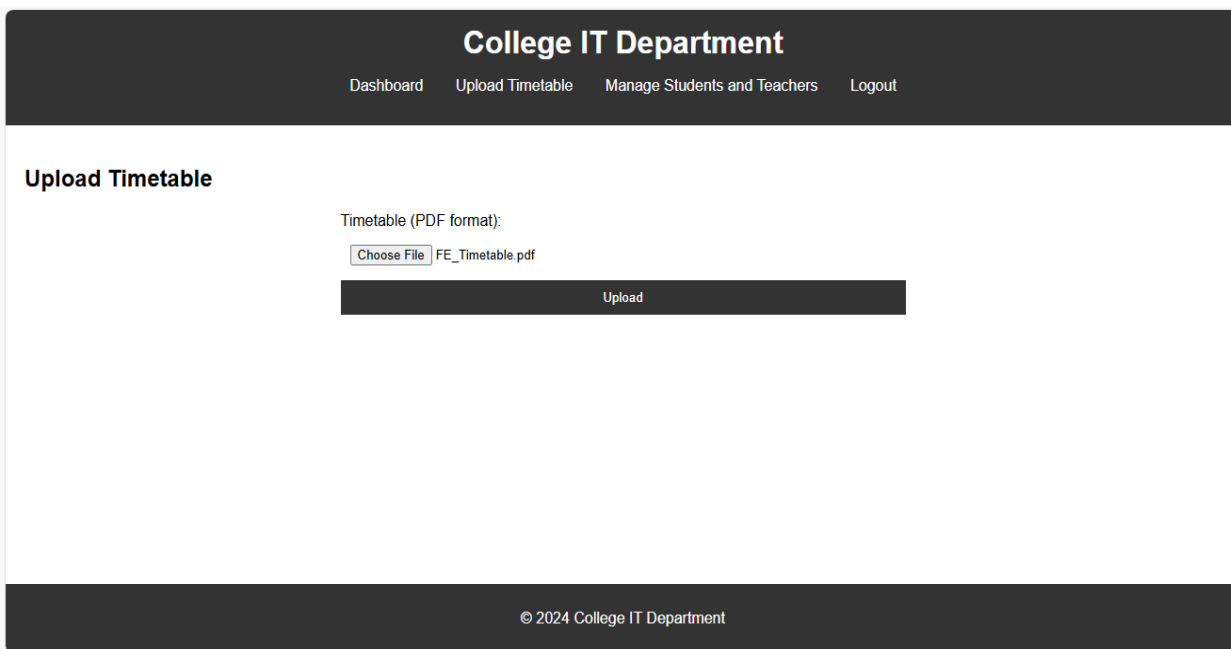 College IT Department
Dashboard Upload Timetable Manage Students and Teachers Logout
Upload Timetable
Timetable (PDF format):
Choose File FE_Timetable.pdf
Upload
© 2024 College IT Department